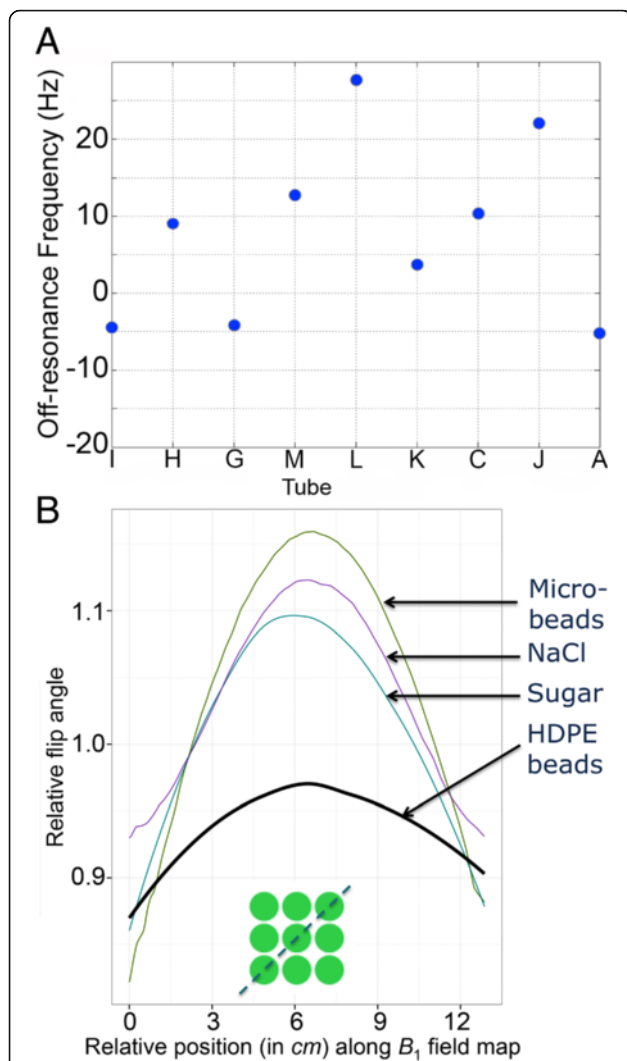 A
Off-resonance Frequency (Hz)
20
10
0
-10
-20
I H G M L K C J A
Tube
B
Relative flip angle
1.1
1.0
0.9
Micro-
beads
NaCl
Sugar
HDPE
beads
0 3 6 9 12
Relative position (in cm) along B₁ field map